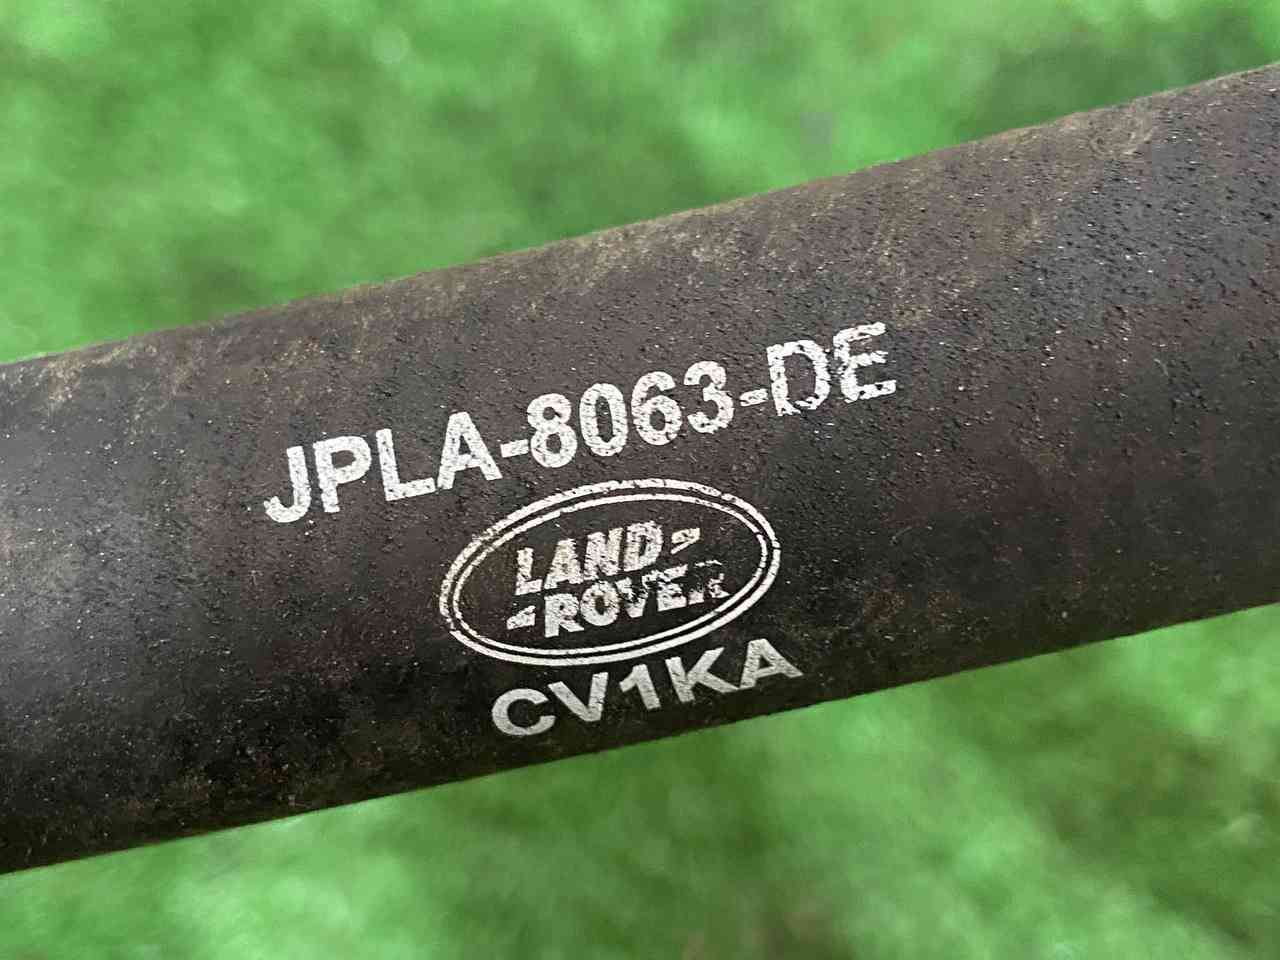 JPLA-8063-DE
LAND-
-ROVER
CV1KA